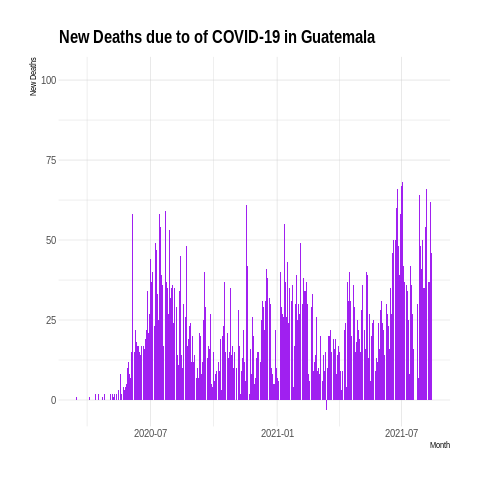 New Deaths due to of COVID-19 in Guatemala
New Deaths
100
75
50
25
0
2020-07
2021-01
2021-07
Month